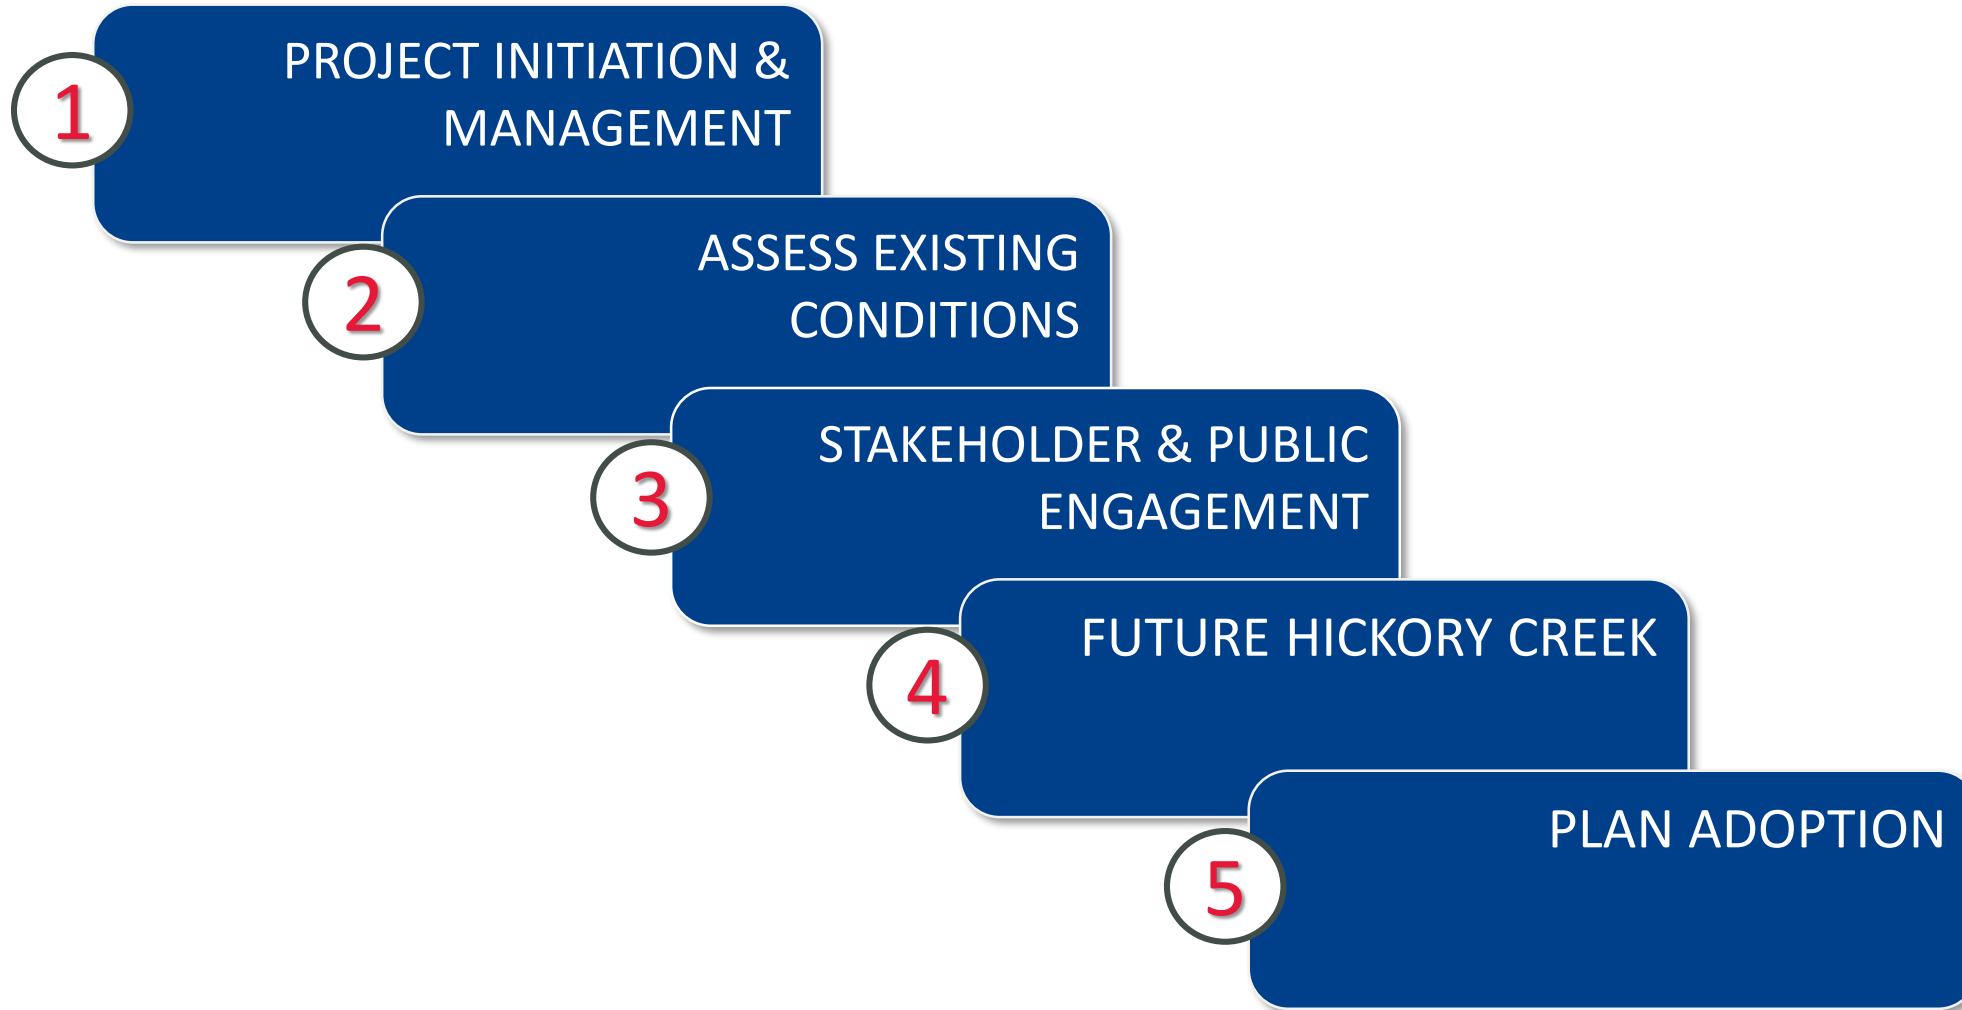 1
PROJECT INITIATION &
MANAGEMENT
2
ASSESS EXISTING
CONDITIONS
3
STAKEHOLDER & PUBLIC
ENGAGEMENT
4
FUTURE HICKORY CREEK
5
PLAN ADOPTION